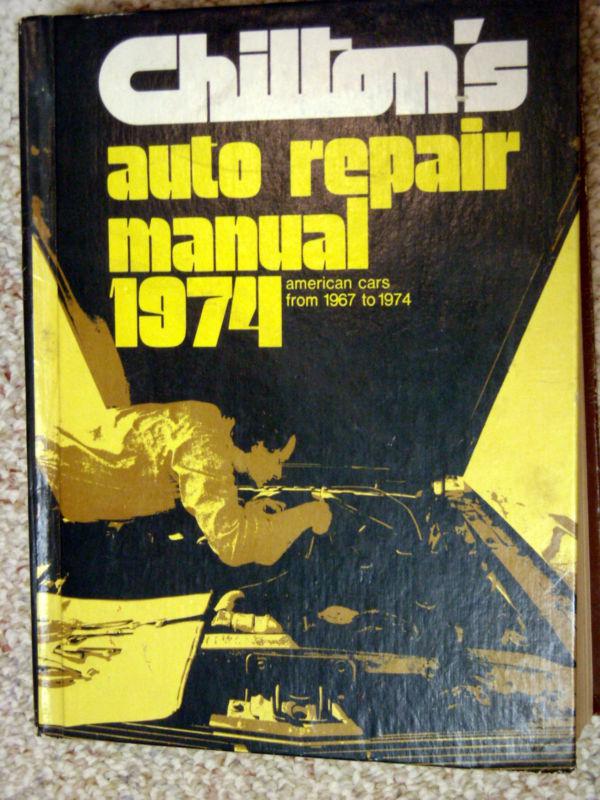 Chilton's
auto repair
manual
1974
american cars
from 1967 to 1974